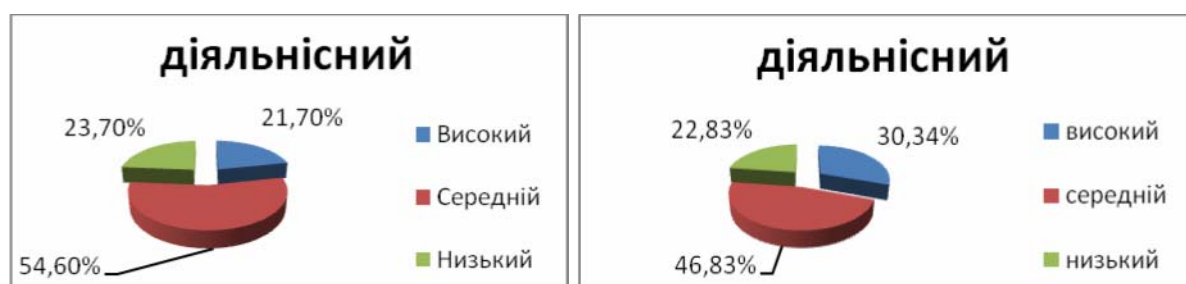 діяльнісний
23,70%
21,70%
Високий
Середній
Низький
54,60%
діяльнісний
22,83%
30,34%
високий
середній
низький
46,83%